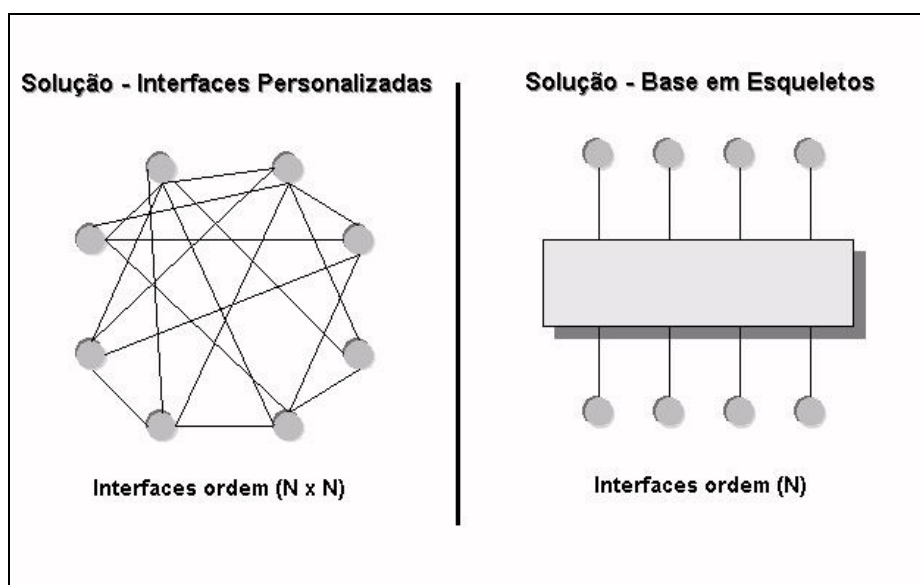 Solução - Interfaces Personalizadas
Interfaces ordem (N x N)
Solução - Base em Esqueletos
Interfaces ordem (N)